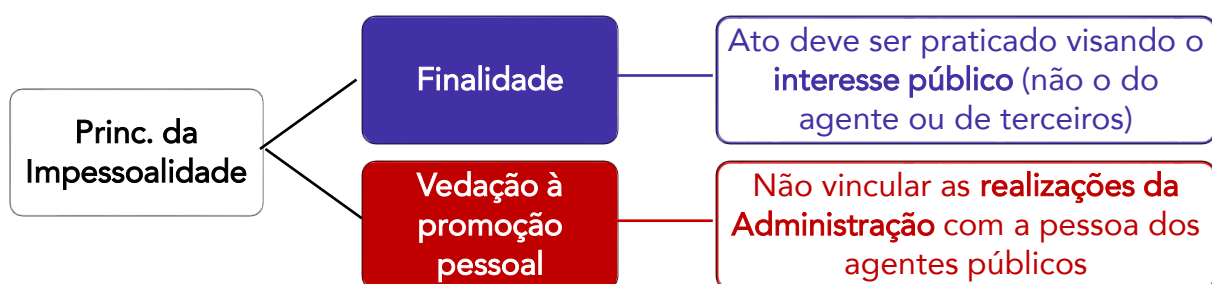 Princ. da
Impessoalidade
Finalidade
Ato deve ser praticado visando o
interesse público (não o do
agente ou de terceiros)
Vedação à
promoção
pessoal
Não vincular as realizações da
Administração com a pessoa dos
agentes públicos